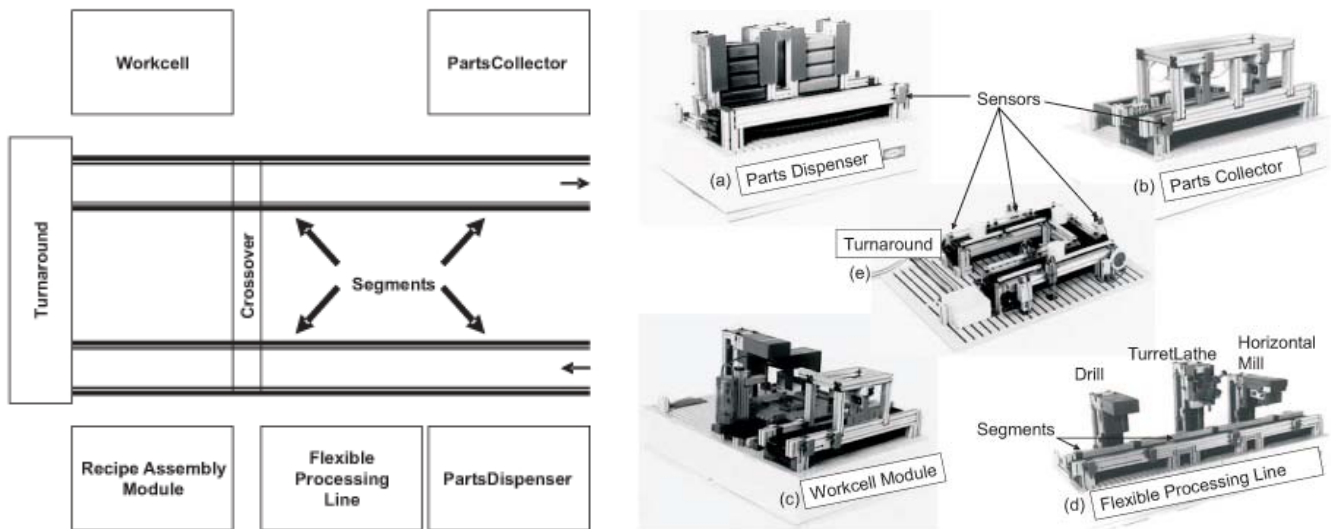 Workcell
PartsCollector
Turnaround
Crossover
Segments
Recipe Assembly
Module
Flexible
Processing
Line
PartsDispenser
Sensors
(a) Parts Dispenser
(b) Parts Collector
Turnaround
(e)
(c) Workcell Module
Drill
TurretLathe
Horizontal
Mill
Segments
(d) Flexible Processing Line